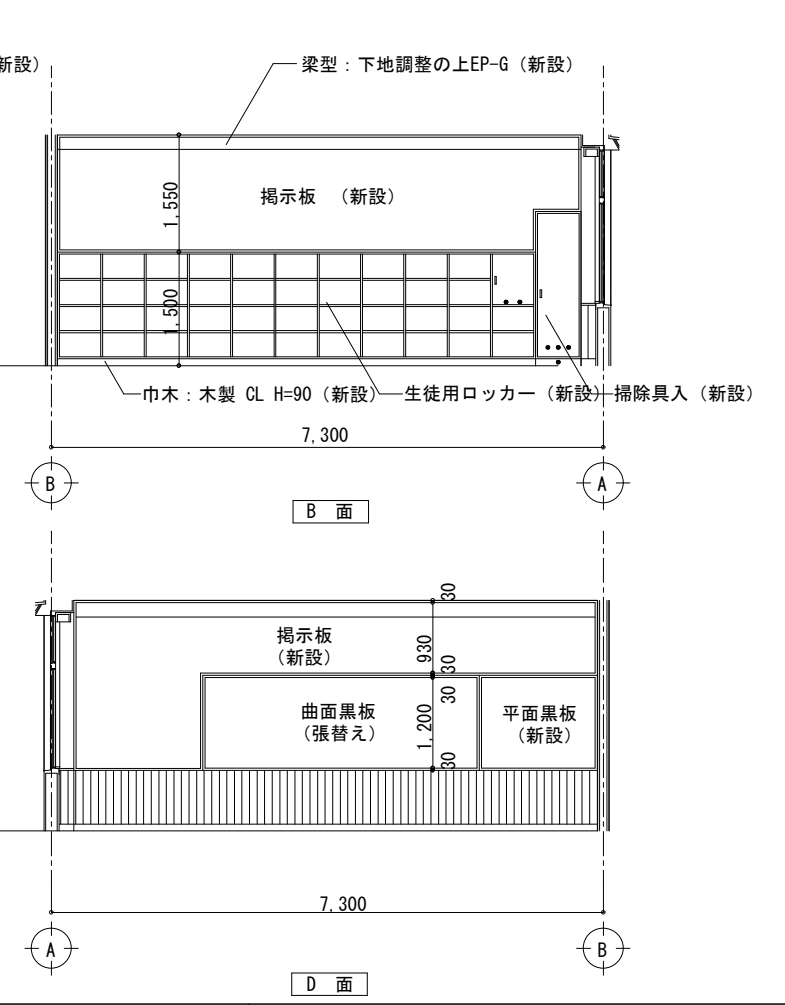 新設)
梁型：下地調整の上EP-G（新設）
1,550
掲示板　（新設）
1,500
巾木：木製 CL H=90（新設）
生徒用ロッカー（新設）
掃除具入（新設）
7,300
B
A
B　面
30
掲示板
（新設）
930
30
30
曲面黒板
（張替え）
1,200
平面黒板
（新設）
30
7,300
A
B
D　面